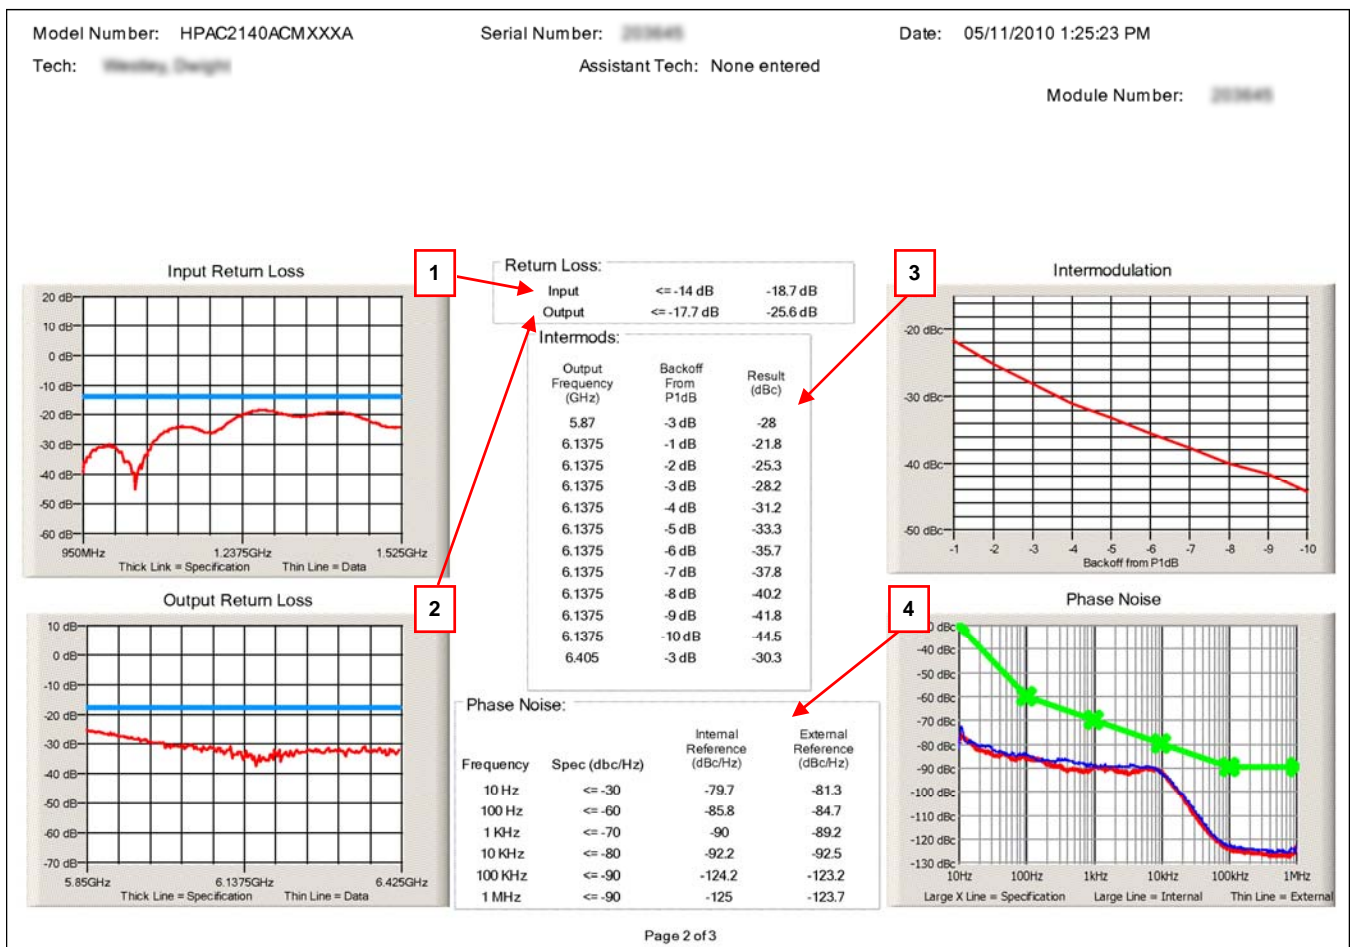 Model Number: HPAC2140ACMXXXA Serial Number: Date: 05/11/2010 1:25:23 PM
Tech: Assistant Tech: None entered
Module Number:
Input Return Loss
20 dB
10 dB
0 dB
-10 dB
-20 dB
-30 dB
-40 dB
-50 dB
-60 dB
950MHz 1.2375GHz 1.525GHz
Thick Link = Specification Thin Line = Data
1
Return Loss:
Input <= -14 dB -18.7 dB
Output <= -17.7 dB -25.6 dB
3
Intermods:
Output Frequency (GHz) Backoff From P1dB Result (dBc)
5.87 -3 dB -28
6.1375 -1 dB -21.8
6.1375 -2 dB -25.3
6.1375 -3 dB -28.2
6.1375 -4 dB -31.2
6.1375 -5 dB -33.3
6.1375 -6 dB -35.7
6.1375 -7 dB -37.8
6.1375 -8 dB -40.2
6.1375 -9 dB -41.8
6.1375 -10 dB -44.5
6.405 -3 dB -30.3
Intermodulation
-20 dBc
-30 dBc
-40 dBc
-50 dBc
-1 -2 -3 -4 -5 -6 -7 -8 -9 -10
Backoff from P1dB
Output Return Loss
10 dB
0 dB
-10 dB
-20 dB
-30 dB
-40 dB
-50 dB
-60 dB
-70 dB
5.85GHz 6.1375GHz 6.425GHz
Thick Line = Specification Thin Line = Data
2
4
Phase Noise:
Frequency Spec (dbc/Hz) Internal Reference (dBc/Hz) External Reference (dBc/Hz)
10 Hz <= -30 -79.7 -81.3
100 Hz <= -60 -85.8 -84.7
1 KHz <= -70 -90 -89.2
10 KHz <= -80 -92.2 -92.5
100 KHz <= -90 -124.2 -123.2
1 MHz <= -90 -125 -123.7
Phase Noise
0 dBc
-40 dBc
-50 dBc
-60 dBc
-70 dBc
-80 dBc
-90 dBc
-100 dBc
-110 dBc
-120 dBc
-130 dBc
10Hz 100Hz 1kHz 10kHz 100kHz 1MHz
Large X Line = Specification Large Line = Internal Thin Line = External
Page 2 of 3